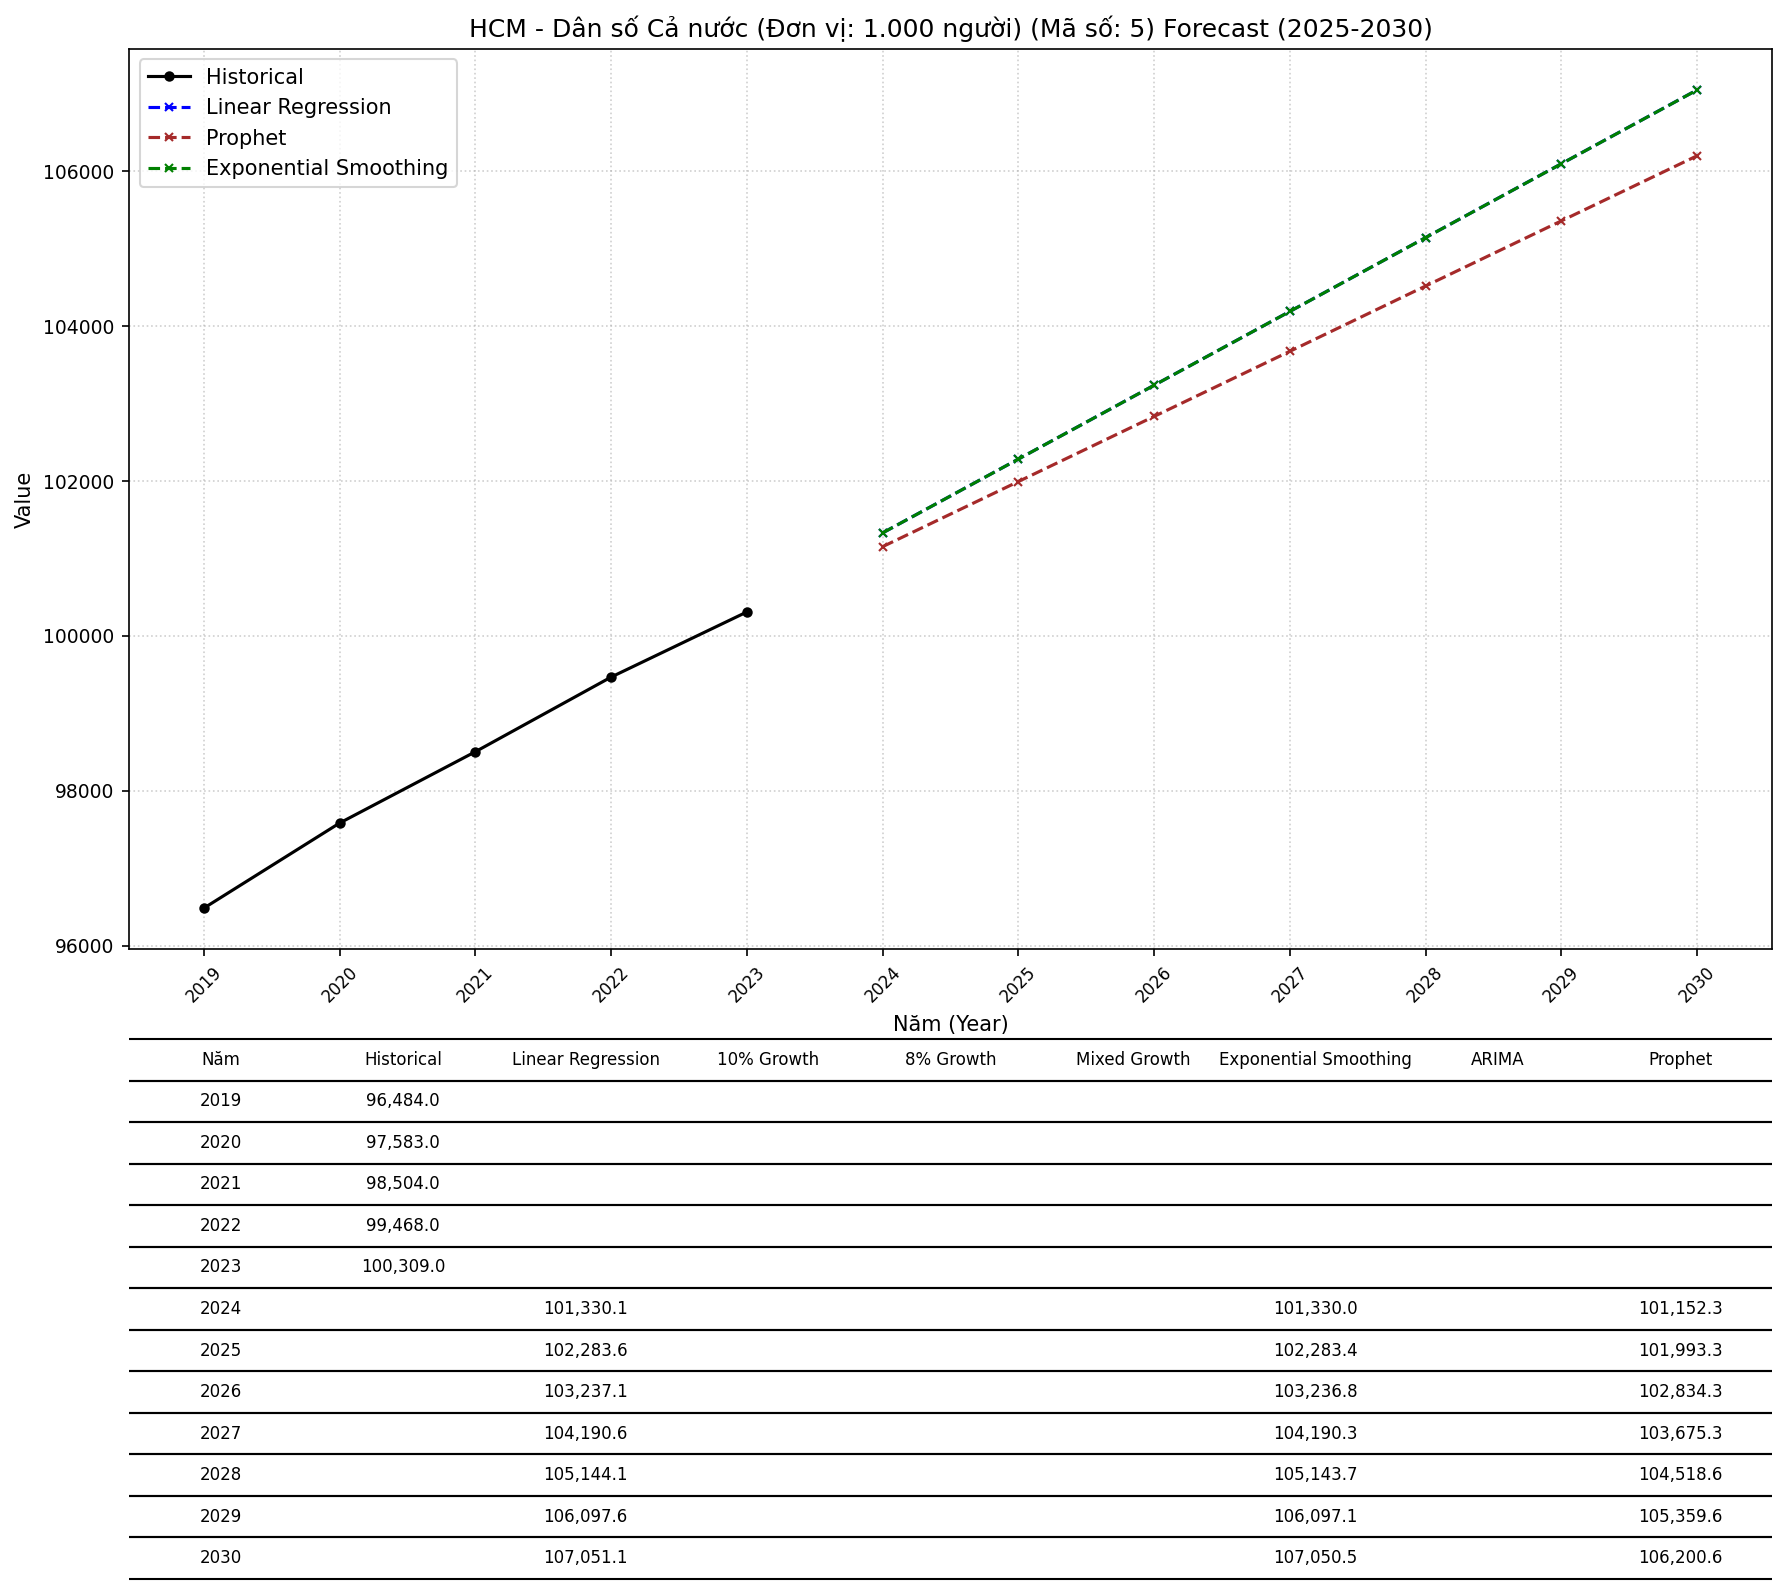 HCM - Dân số Cả nước (Đơn vị: 1.000 người) (Mã số: 5) Forecast (2025-2030)
Historical
Linear Regression
Prophet
Exponential Smoothing
Value
106000
104000
102000
100000
98000
96000
2019 2020 2021 2022 2023 2024 2025 2026 2027 2028 2029 2030
Năm (Year)
Năm Historical Linear Regression 10% Growth 8% Growth Mixed Growth Exponential Smoothing ARIMA Prophet
2019 96,484.0
2020 97,583.0
2021 98,504.0
2022 99,468.0
2023 100,309.0
2024 101,330.1 101,330.0 101,152.3
2025 102,283.6 102,283.4 101,993.3
2026 103,237.1 103,236.8 102,834.3
2027 104,190.6 104,190.3 103,675.3
2028 105,144.1 105,143.7 104,518.6
2029 106,097.6 106,097.1 105,359.6
2030 107,051.1 107,050.5 106,200.6